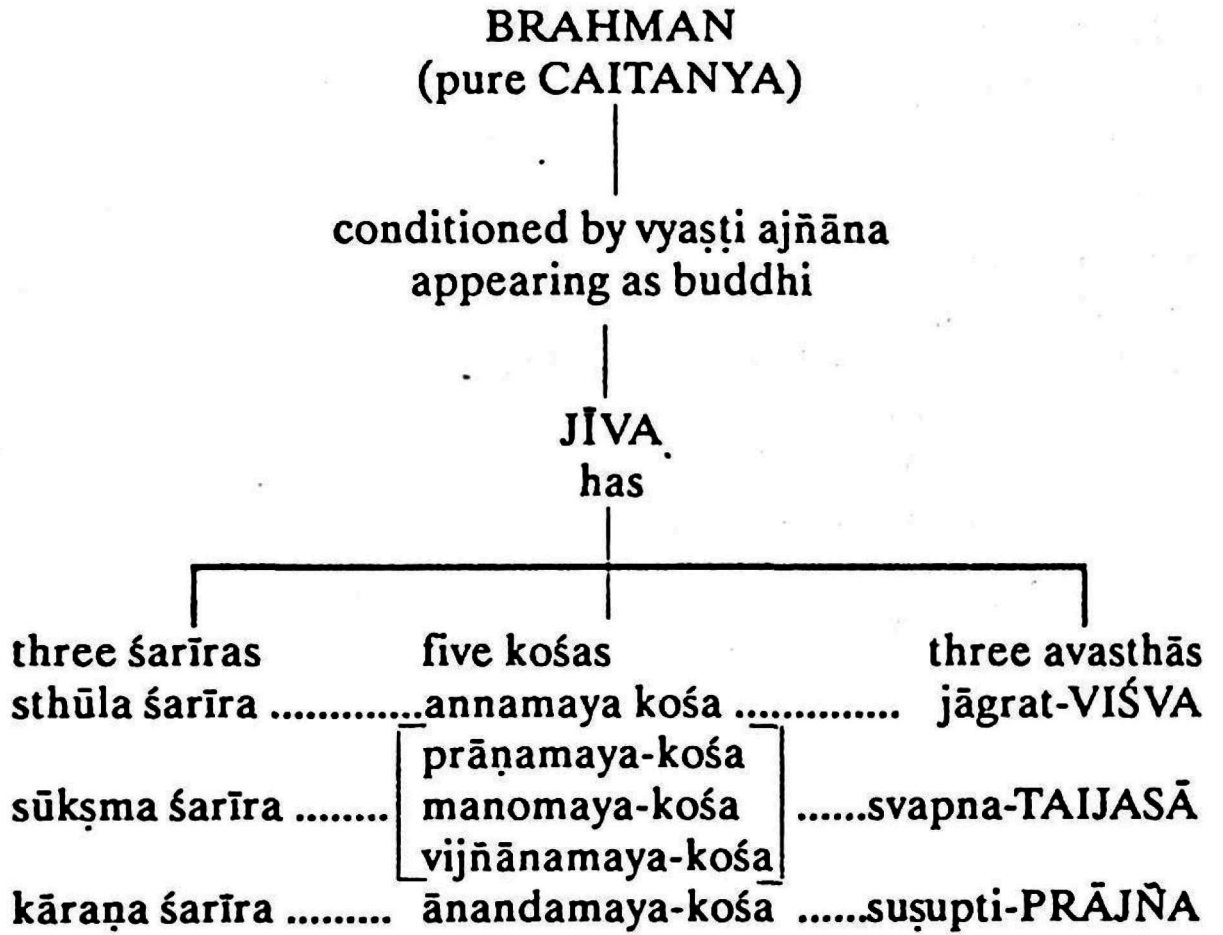 BRAHMAN
(pure CAITANYA)
conditioned by vyaṣṭi ajñāna
appearing as buddhi
JĪVA
has
three śarīras five kośas three avasthās
sthūla śarīra .............annamaya kośa ............... jāgrat-VIŚVA
prāṇamaya-kośa
sūkṣma śarīra ........ manomaya-kośa ......svapna-TAIJASĀ
vijñānamaya-kośa
kāraṇa śarīra ......... ānandamaya-kośa ......suṣupti-PRĀJÑA